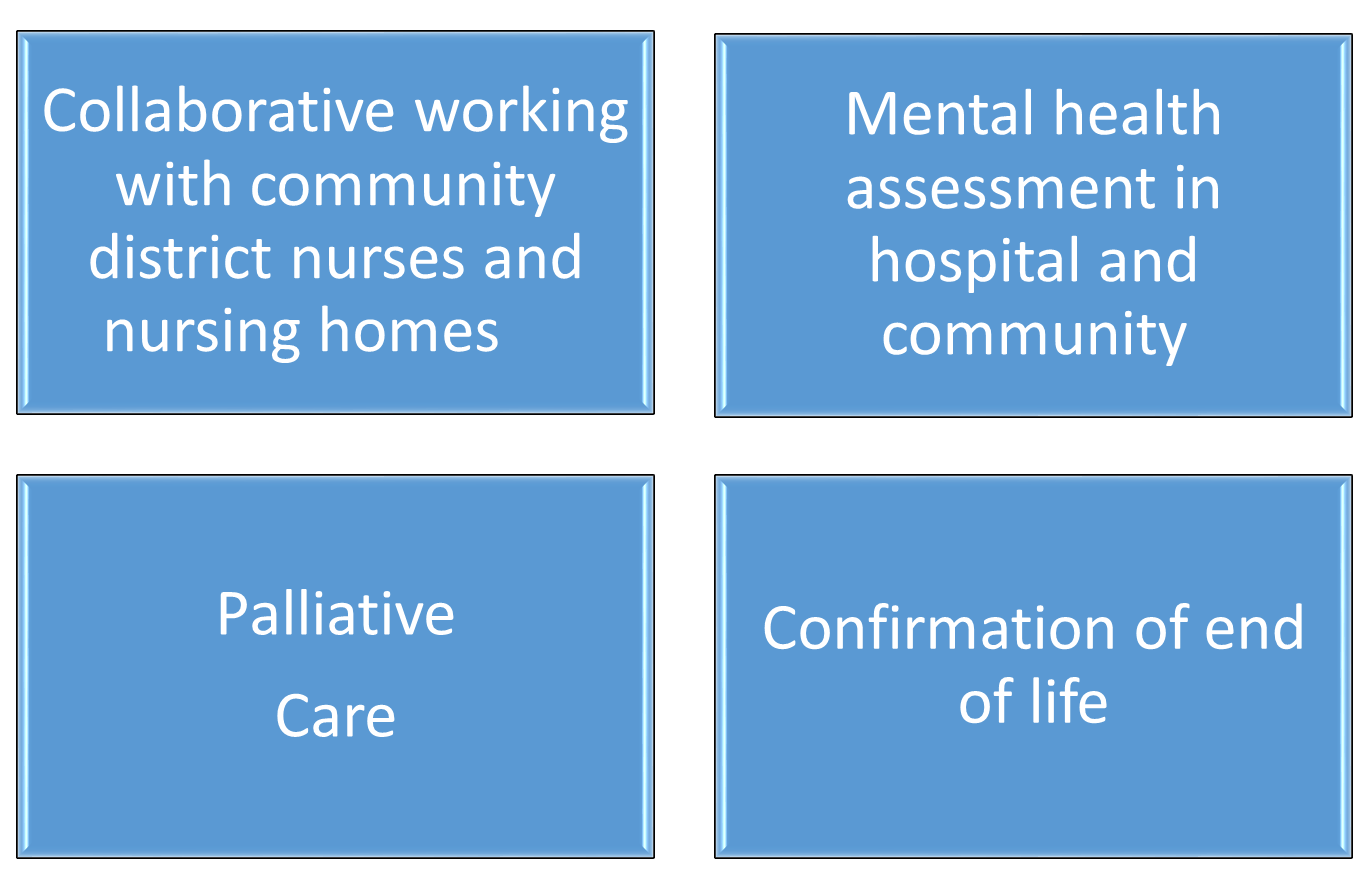 Collaborative working
with community
district nurses and
nursing homes
Mental health
assessment in
hospital and
community
Palliative
Care
Confirmation of end
of life